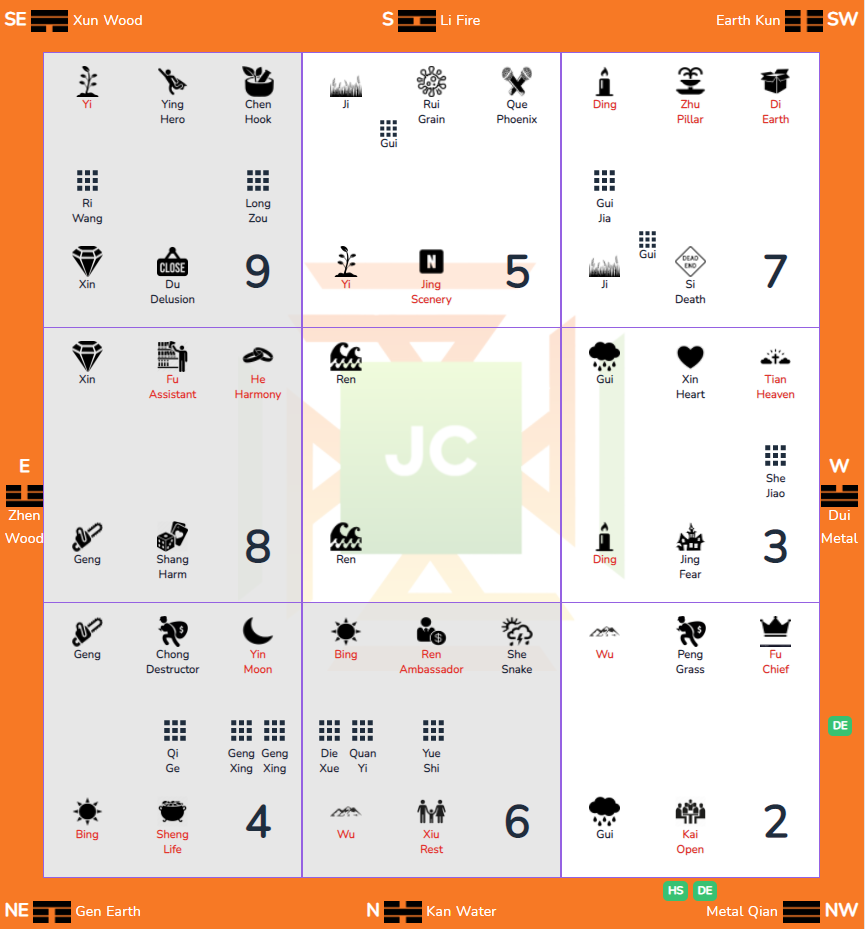 SE Xun Wood
S Li Fire
Earth Kun SW
Yi
Ying Hero
Chen Hook
Ri Wang
Long Zou
Xin
CLOSE
Du Delusion
9
Ji
Rui Grain
Que Phoenix
Gui
Yi
N
Jing Scenery
5
Ding
Zhu Pillar
Di Earth
Gui Jia
Gui
Ji
DEAD END
Si Death
7
E
Zhen
Wood
Xin
Fu Assistant
He Harmony
Geng
Shang Harm
8
Ren
JC
Ren
Gui
Xin Heart
Tian Heaven
She Jiao
Ding
Jing Fear
3
W
Dui
Metal
Geng
Chong Destructor
Yin Moon
Qi Ge
Geng Xing
Geng Xing
Bing
Sheng Life
4
Bing
Ren Ambassador
She Snake
Die Xue
Quan Yi
Yue Shi
Wu
Xiu Rest
6
Wu
Peng Grass
Fu Chief
Gui
Kai Open
2
DE
HS DE
NE Gen Earth
N Kan Water
Metal Qian NW